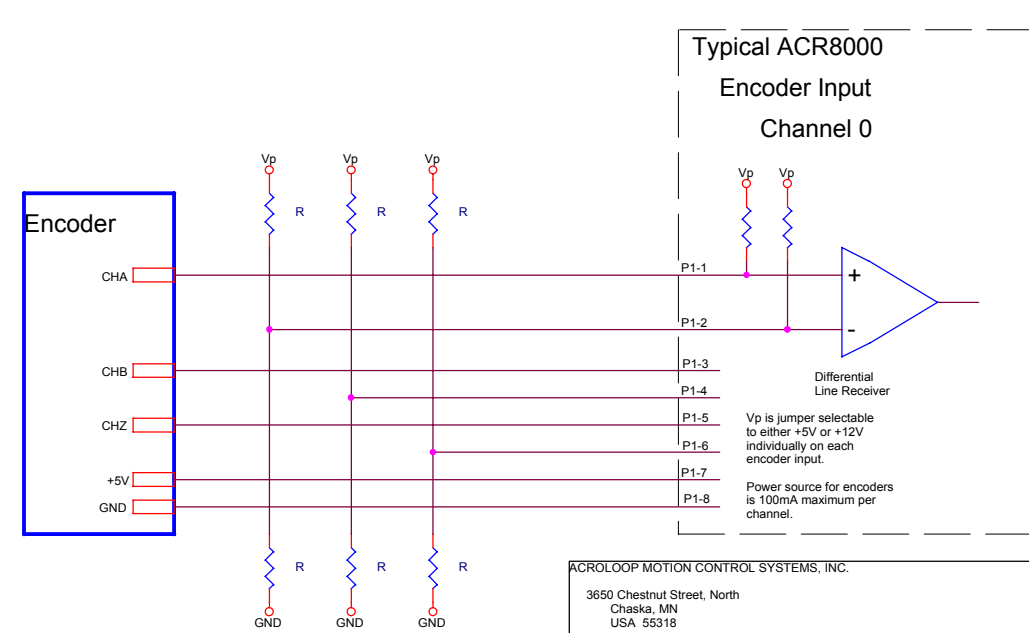 Typical ACR8000
Encoder Input
Channel 0
Vp
Vp
Vp
Vp
Vp
R
R
R
Encoder
CHA
P1-1
+
P1-2
-
CHB
P1-3
P1-4
CHZ
P1-5
P1-6
+5V
P1-7
GND
P1-8
Differential
Line Receiver
Vp is jumper selectable
to either +5V or +12V
individually on each
encoder input.
Power source for encoders
is 100mA maximum per
channel.
R
R
R
GND
GND
GND
ACROLOOP MOTION CONTROL SYSTEMS, INC.
3650 Chestnut Street, North
Chaska, MN
USA 55318